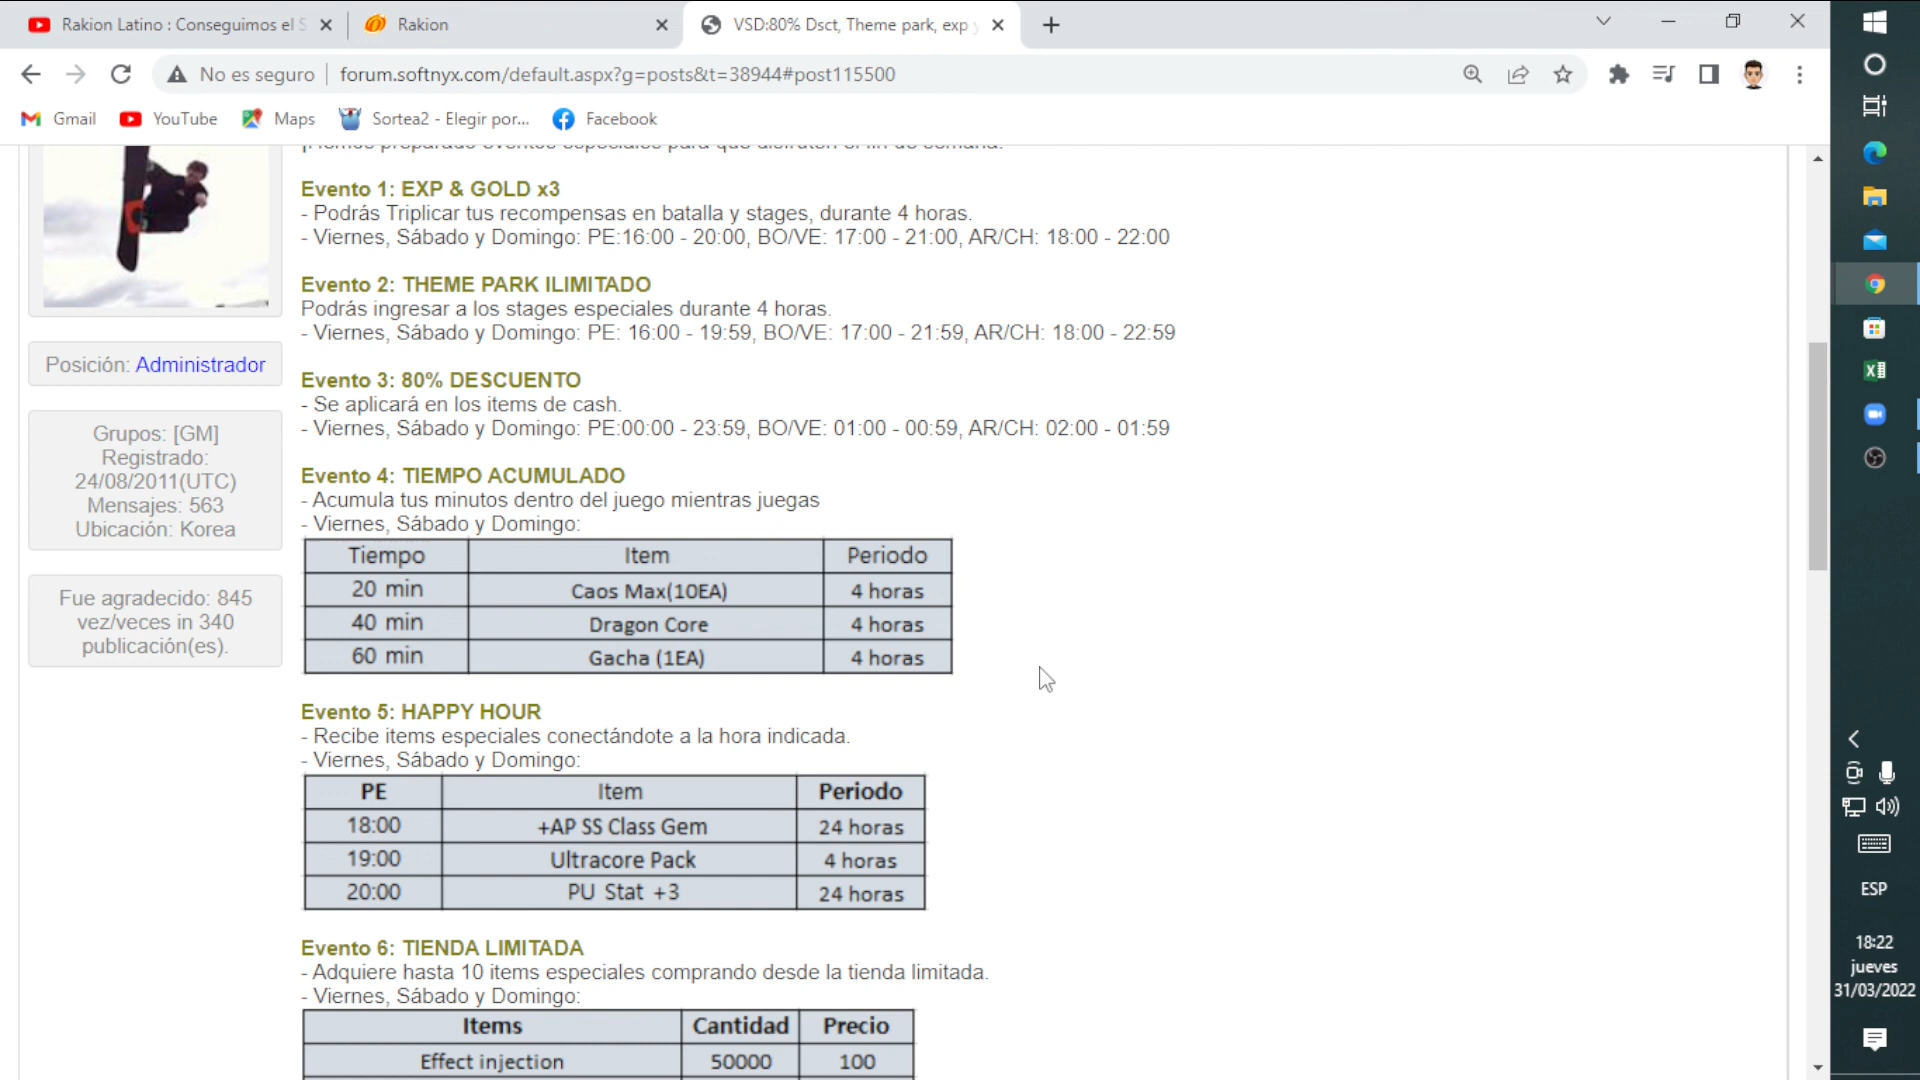 Rakion Latino : Conseguimos el S
Rakion
VSD:80% Dsct, Theme park, exp y
No es seguro
forum.softnyx.com/default.aspx?g=posts&t=38944#post115500
Gmail
YouTube
Maps
Sortea2 - Elegir por...
Facebook
¡Hemos preparado eventos especiales para que disfruten el fin de semana!
Evento 1: EXP & GOLD x3
- Podrás Triplicar tus recompensas en batalla y stages, durante 4 horas.
- Viernes, Sábado y Domingo: PE:16:00 - 20:00, BO/VE: 17:00 - 21:00, AR/CH: 18:00 - 22:00
Evento 2: THEME PARK ILIMITADO
Podrás ingresar a los stages especiales durante 4 horas.
- Viernes, Sábado y Domingo: PE: 16:00 - 19:59, BO/VE: 17:00 - 21:59, AR/CH: 18:00 - 22:59
Posición: Administrador
Evento 3: 80% DESCUENTO
- Se aplicará en los items de cash.
- Viernes, Sábado y Domingo: PE:00:00 - 23:59, BO/VE: 01:00 - 00:59, AR/CH: 02:00 - 01:59
Grupos: [GM]
Registrado:
24/08/2011(UTC)
Mensajes: 563
Ubicación: Korea
Evento 4: TIEMPO ACUMULADO
- Acumula tus minutos dentro del juego mientras juegas
- Viernes, Sábado y Domingo:
Tiempo Item Periodo
20 min Caos Max(10EA) 4 horas
40 min Dragon Core 4 horas
60 min Gacha (1EA) 4 horas
Fue agradecido: 845
vez/veces in 340
publicación(es).
Evento 5: HAPPY HOUR
- Recibe items especiales conectándote a la hora indicada.
- Viernes, Sábado y Domingo:
PE Item Periodo
18:00 +AP SS Class Gem 24 horas
19:00 Ultracore Pack 4 horas
20:00 PU Stat +3 24 horas
Evento 6: TIENDA LIMITADA
- Adquiere hasta 10 items especiales comprando desde la tienda limitada.
- Viernes, Sábado y Domingo:
Items Cantidad Precio
Effect injection 50000 100
ESP
18:22
jueves
31/03/2022